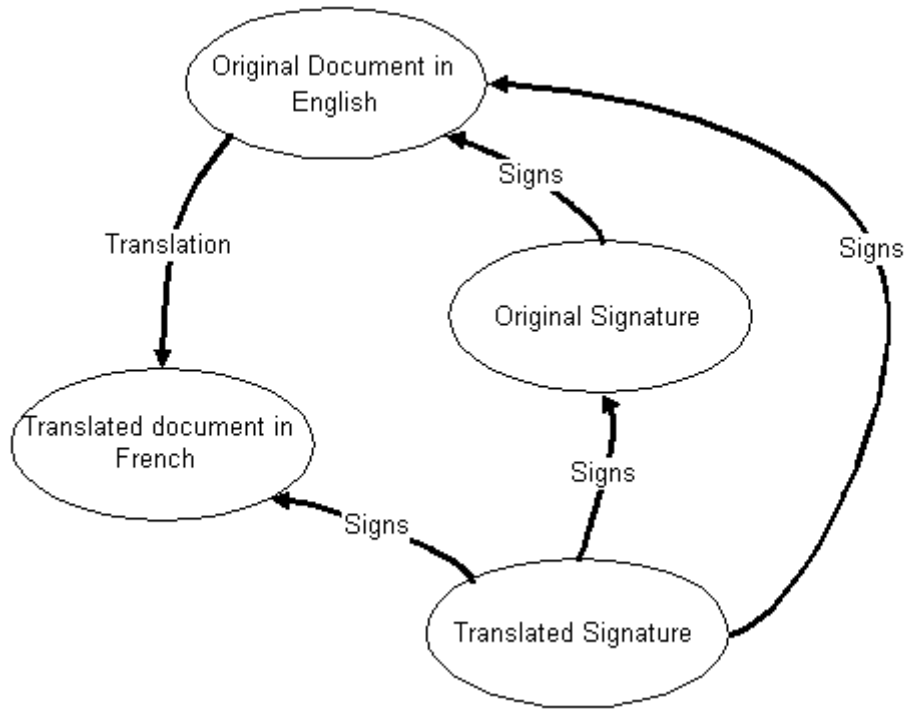 Original Document in
English
Signs
Translation
Signs
Original Signature
Translated document in
French
Signs
Signs
Translated Signature